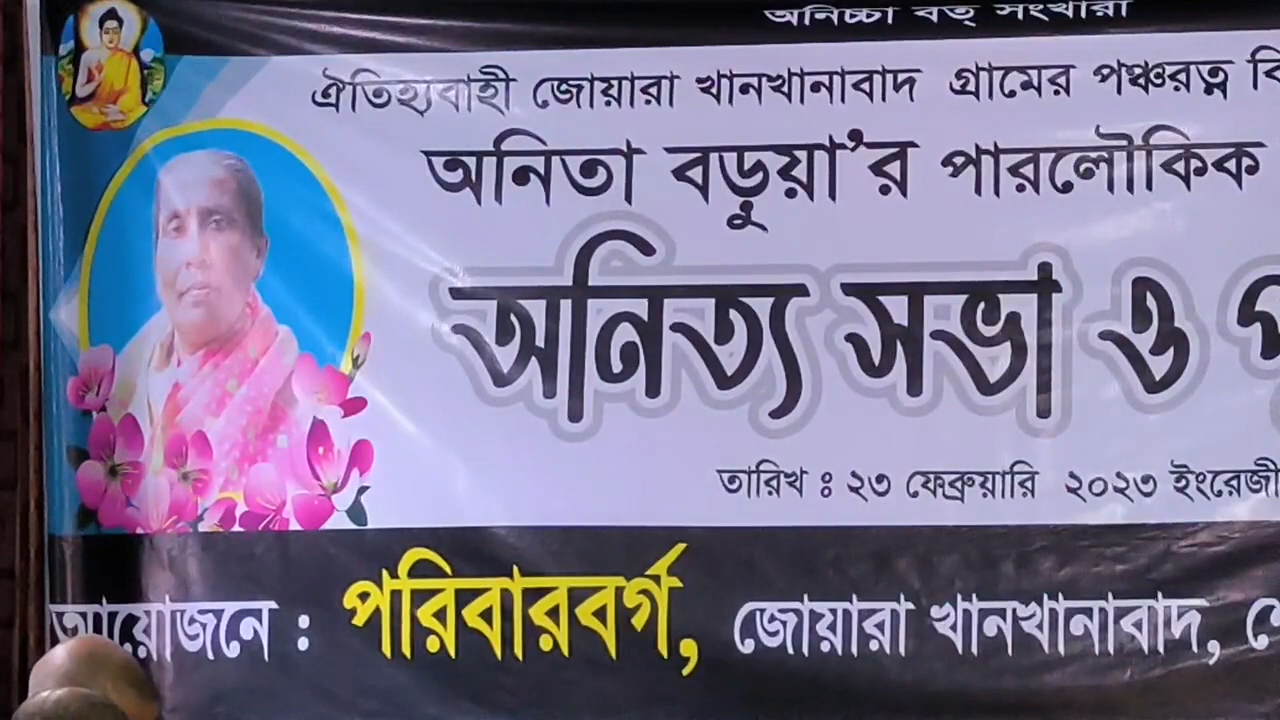 অনিচ্চা বত্ সংখারা
ঐতিহ্যবাহী জোয়ারা খানখানাবাদ গ্রামের পঞ্চরত্ন
অনিতা বড়ুয়া'র পারলৌকিক
অনিত্য সভা ও
তারিখ : ২৩ ফেব্রুয়ারি ২০২৩ ইংরেজী
আয়োজনে : পরিবারবর্গ, জোয়ারা খানখানাবাদ,